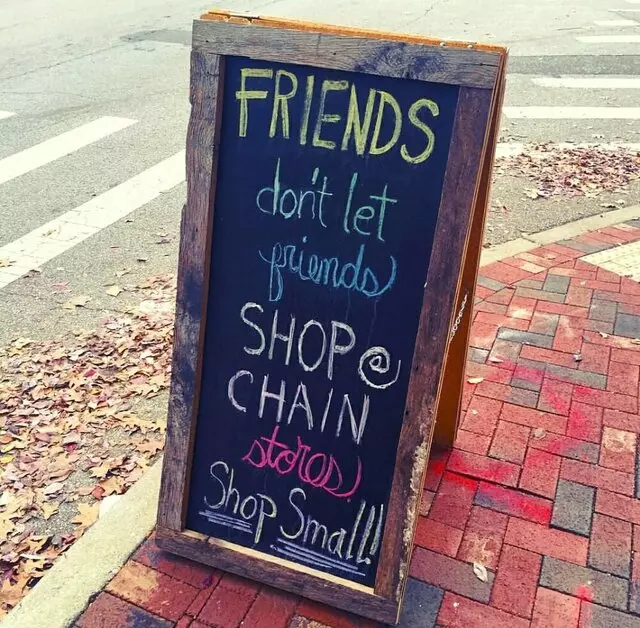 FRIENDS
don't let
friends
SHOP @
CHAIN
stores
Shop Small!!